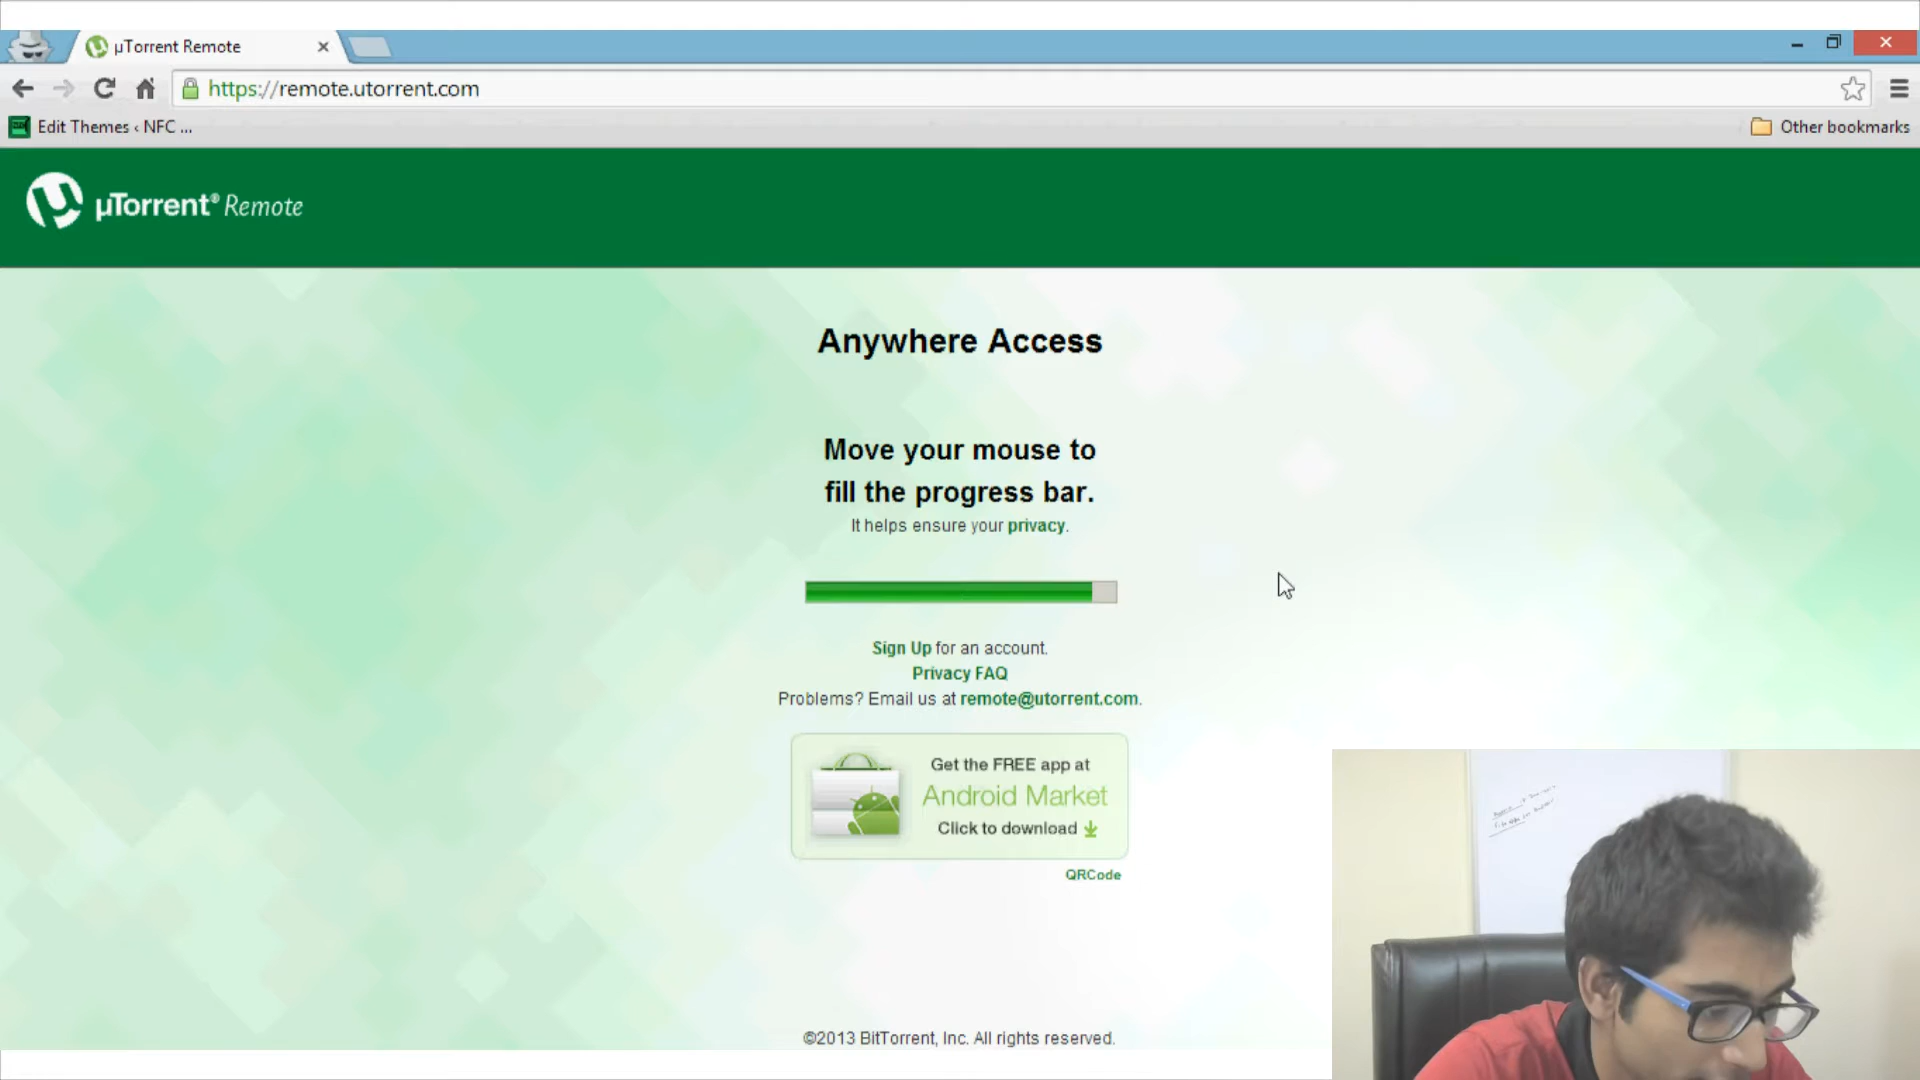 µTorrent Remote
https://remote.utorrent.com
Edit Themes ‹ NFC ...
Other bookmarks
µTorrent® Remote
Anywhere Access
Move your mouse to
fill the progress bar.
It helps ensure your privacy.
Sign Up for an account.
Privacy FAQ
Problems? Email us at remote@utorrent.com.
Get the FREE app at
Android Market
Click to download
QRCode
©2013 BitTorrent, Inc. All rights reserved.